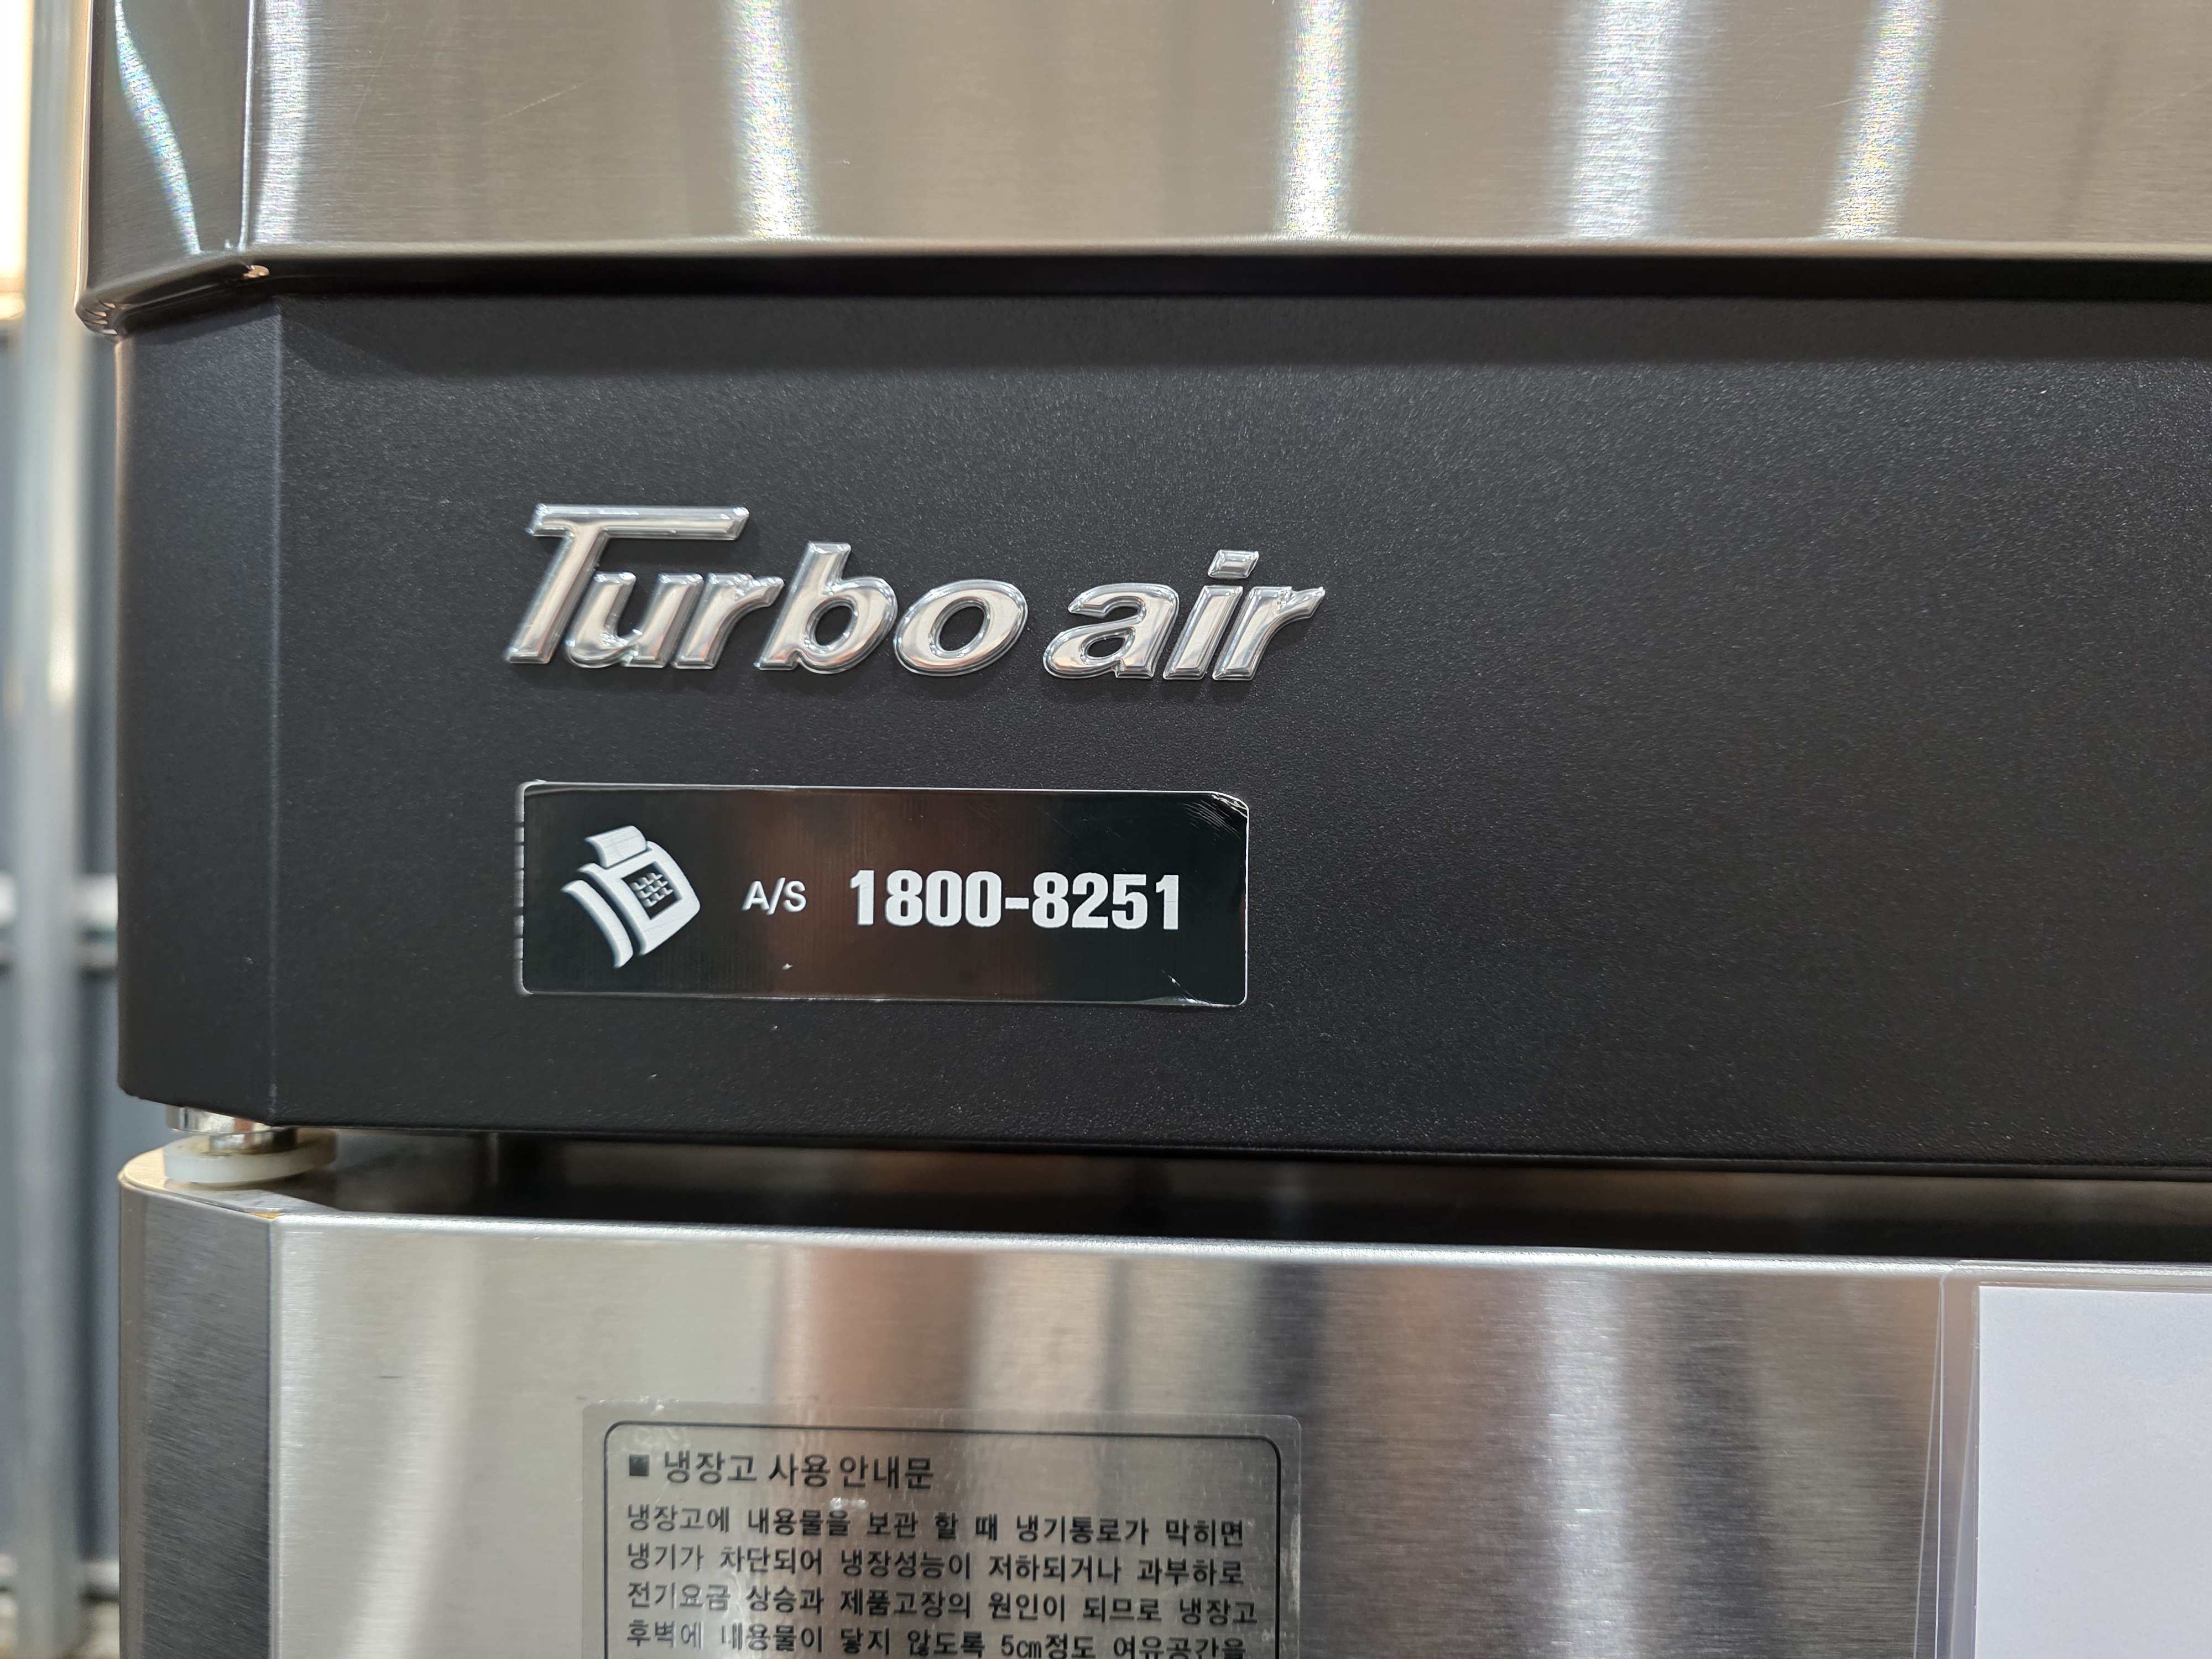 Turbo air
A/S 1800-8251
■ 냉장고 사용 안내문
냉장고에 내용물을 보관 할 때 냉기통로가 막히면
냉기가 차단되어 냉장성능이 저하되거나 과부하로
전기요금 상승과 제품고장의 원인이 되므로 냉장고
후벽에 내용물이 닿지 않도록 5㎝정도 여유공간을